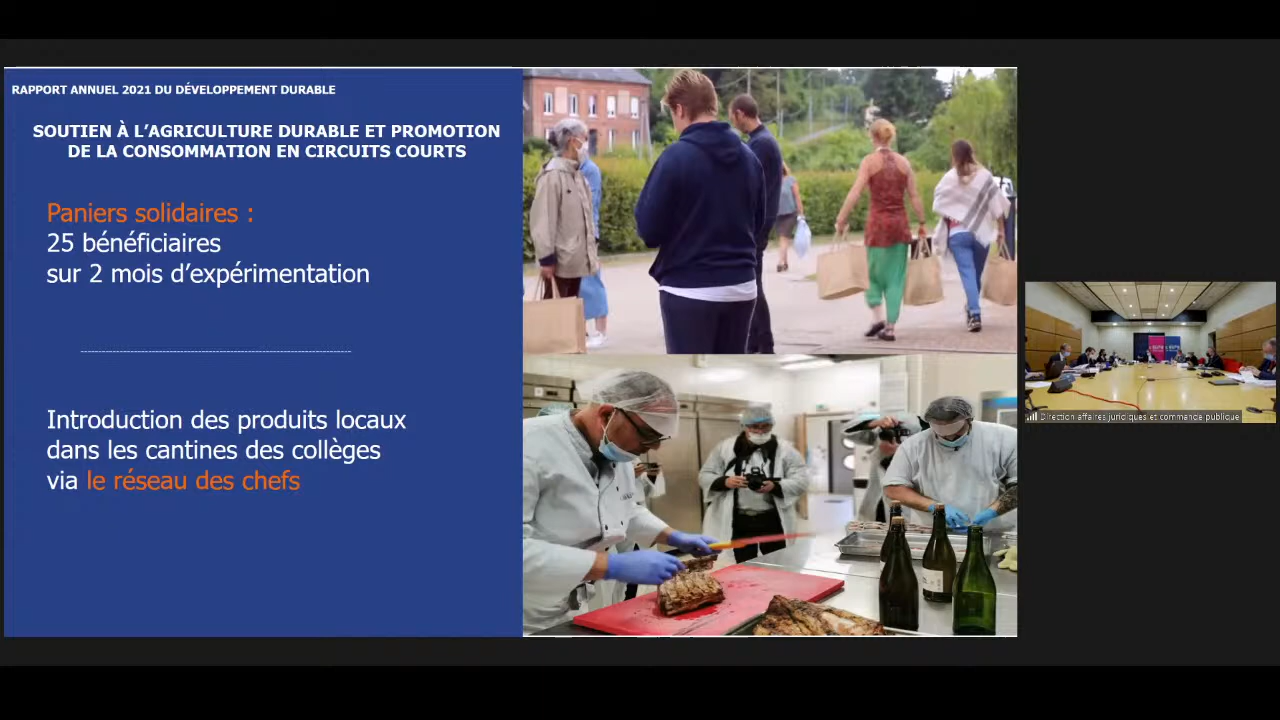 RAPPORT ANNUEL 2021 DU DÉVELOPPEMENT DURABLE
SOUTIEN À L’AGRICULTURE DURABLE ET PROMOTION
DE LA CONSOMMATION EN CIRCUITS COURTS
Paniers solidaires :
25 bénéficiaires
sur 2 mois d’expérimentation
Introduction des produits locaux
dans les cantines des collèges
via le réseau des chefs
Direction affaires juridiques et commande publique